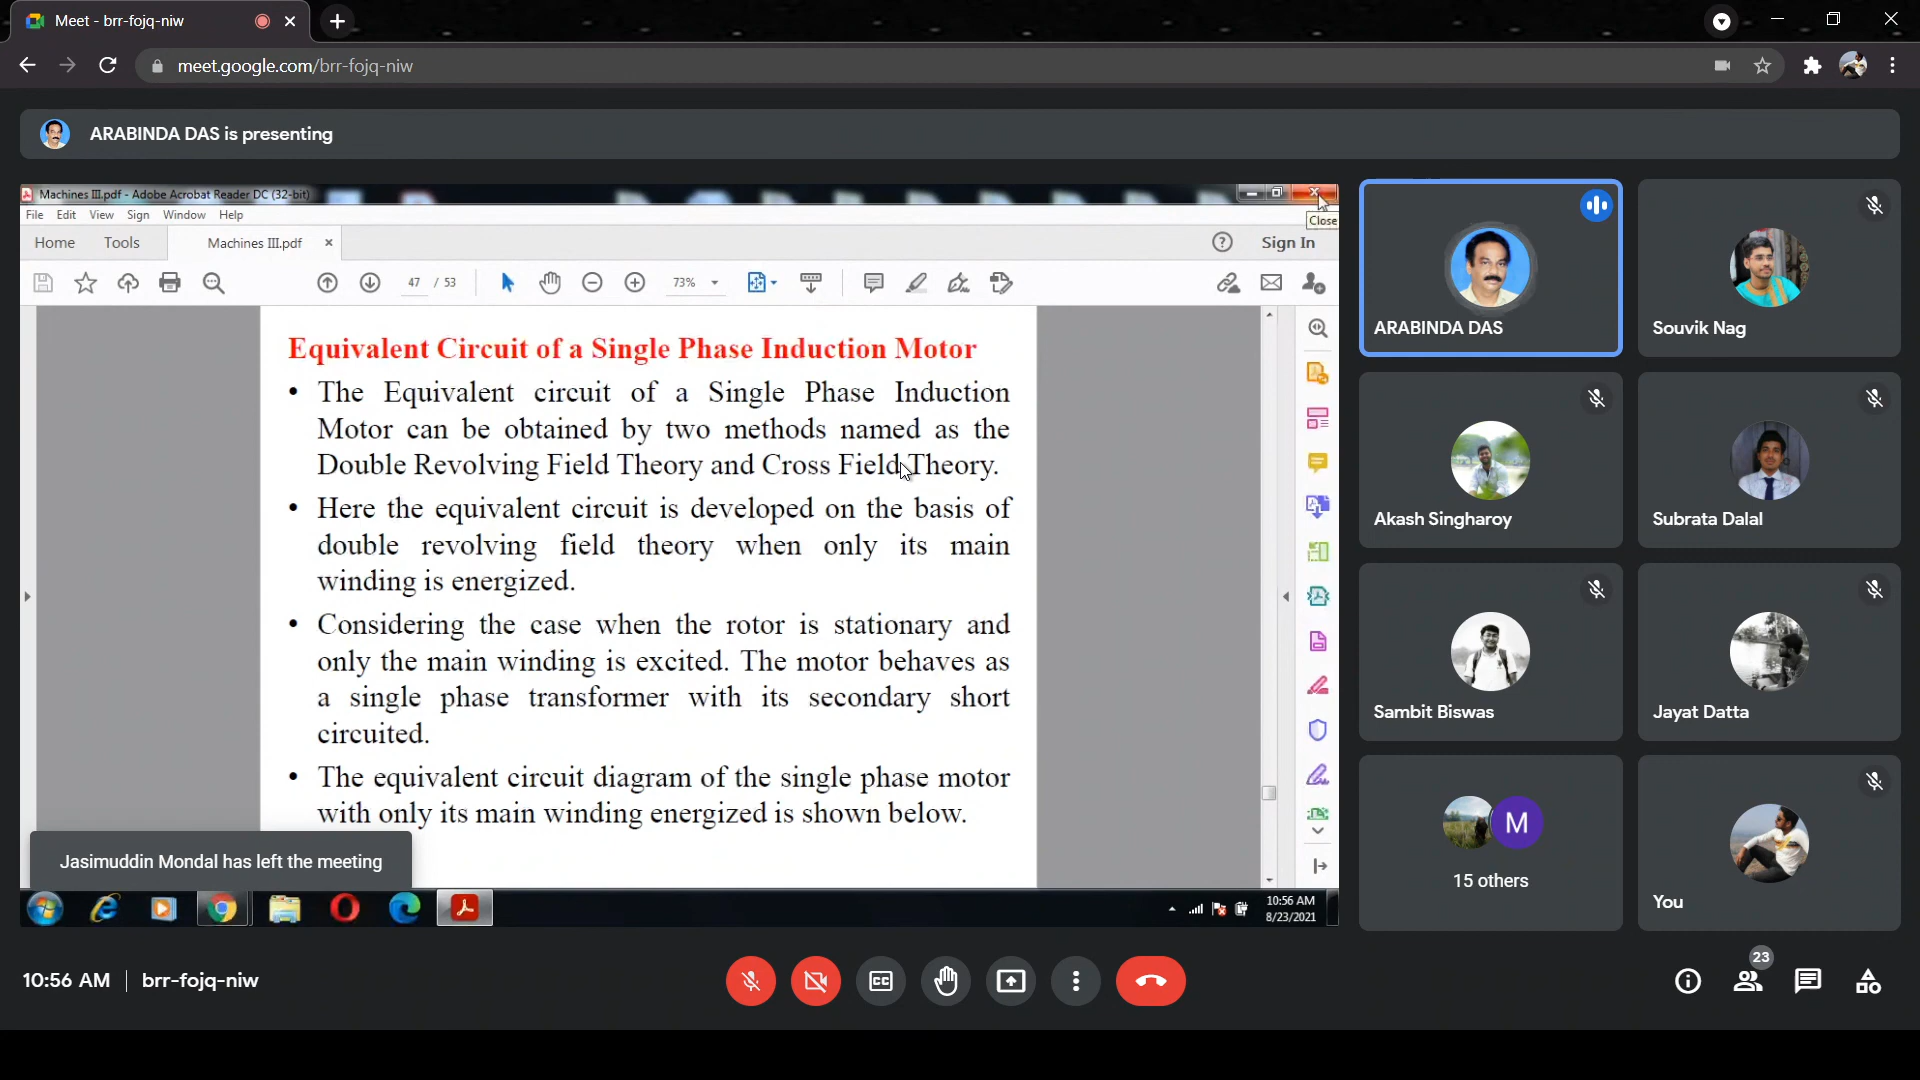 Meet - brr-fojq-niw
meet.google.com/brr-fojq-niw
ARABINDA DAS is presenting
Machines III.pdf - Adobe Acrobat Reader DC (32-bit)
File Edit View Sign Window Help
Close
Home Tools Machines III.pdf Sign In
47 / 53 73%
Equivalent Circuit of a Single Phase Induction Motor
• The Equivalent circuit of a Single Phase Induction
Motor can be obtained by two methods named as the
Double Revolving Field Theory and Cross Field Theory.
• Here the equivalent circuit is developed on the basis of
double revolving field theory when only its main
winding is energized.
• Considering the case when the rotor is stationary and
only the main winding is excited. The motor behaves as
a single phase transformer with its secondary short
circuited.
• The equivalent circuit diagram of the single phase motor
with only its main winding energized is shown below.
Jasimuddin Mondal has left the meeting
10:56 AM
8/23/2021
ARABINDA DAS
Souvik Nag
Akash Singharoy
Subrata Dalal
Sambit Biswas
Jayat Datta
M
15 others
You
10:56 AM | brr-fojq-niw
CC
23